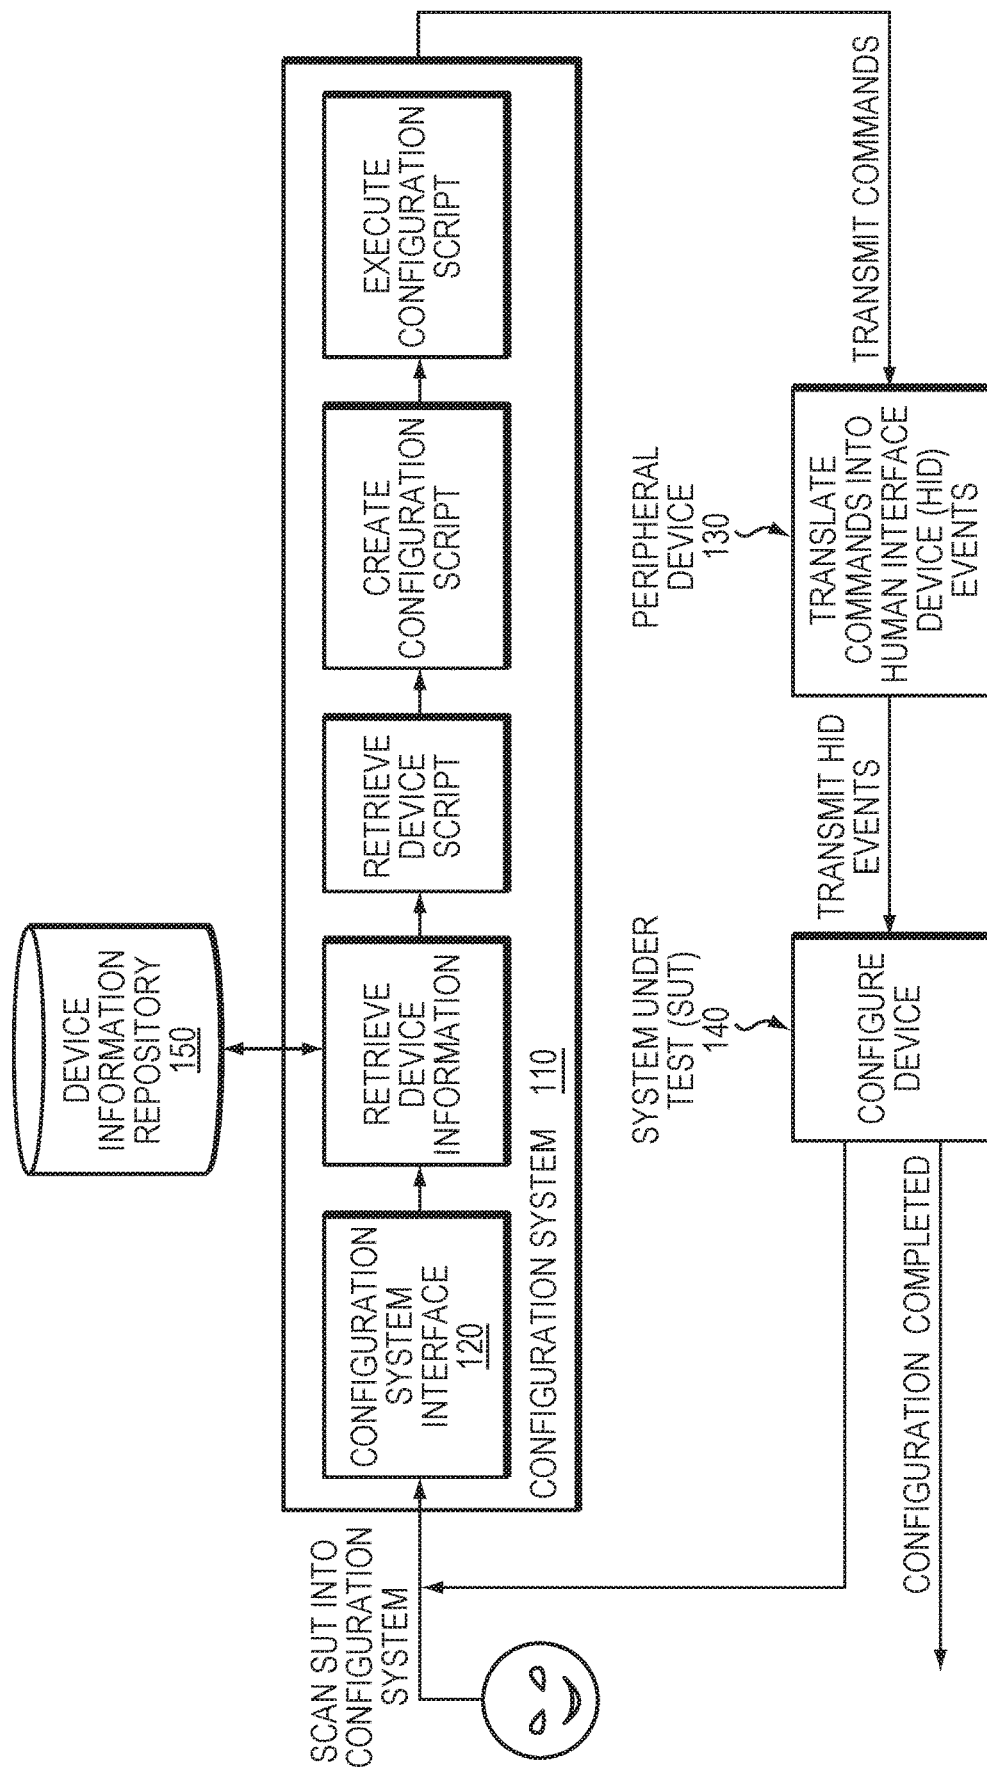 DEVICE
INFORMATION
REPOSITORY
150
SCAN SUT INTO
CONFIGURATION
SYSTEM
CONFIGURATION
SYSTEM
INTERFACE
120
RETRIEVE
DEVICE
INFORMATION
RETRIEVE
DEVICE
SCRIPT
CREATE
CONFIGURATION
SCRIPT
EXECUTE
CONFIGURATION
SCRIPT
CONFIGURATION SYSTEM 110
SYSTEM UNDER
TEST (SUT)
140
PERIPHERAL
DEVICE
130
CONFIGURE
DEVICE
TRANSMIT HID
EVENTS
TRANSLATE
COMMANDS INTO
HUMAN INTERFACE
DEVICE (HID)
EVENTS
TRANSMIT COMMANDS
CONFIGURATION COMPLETED